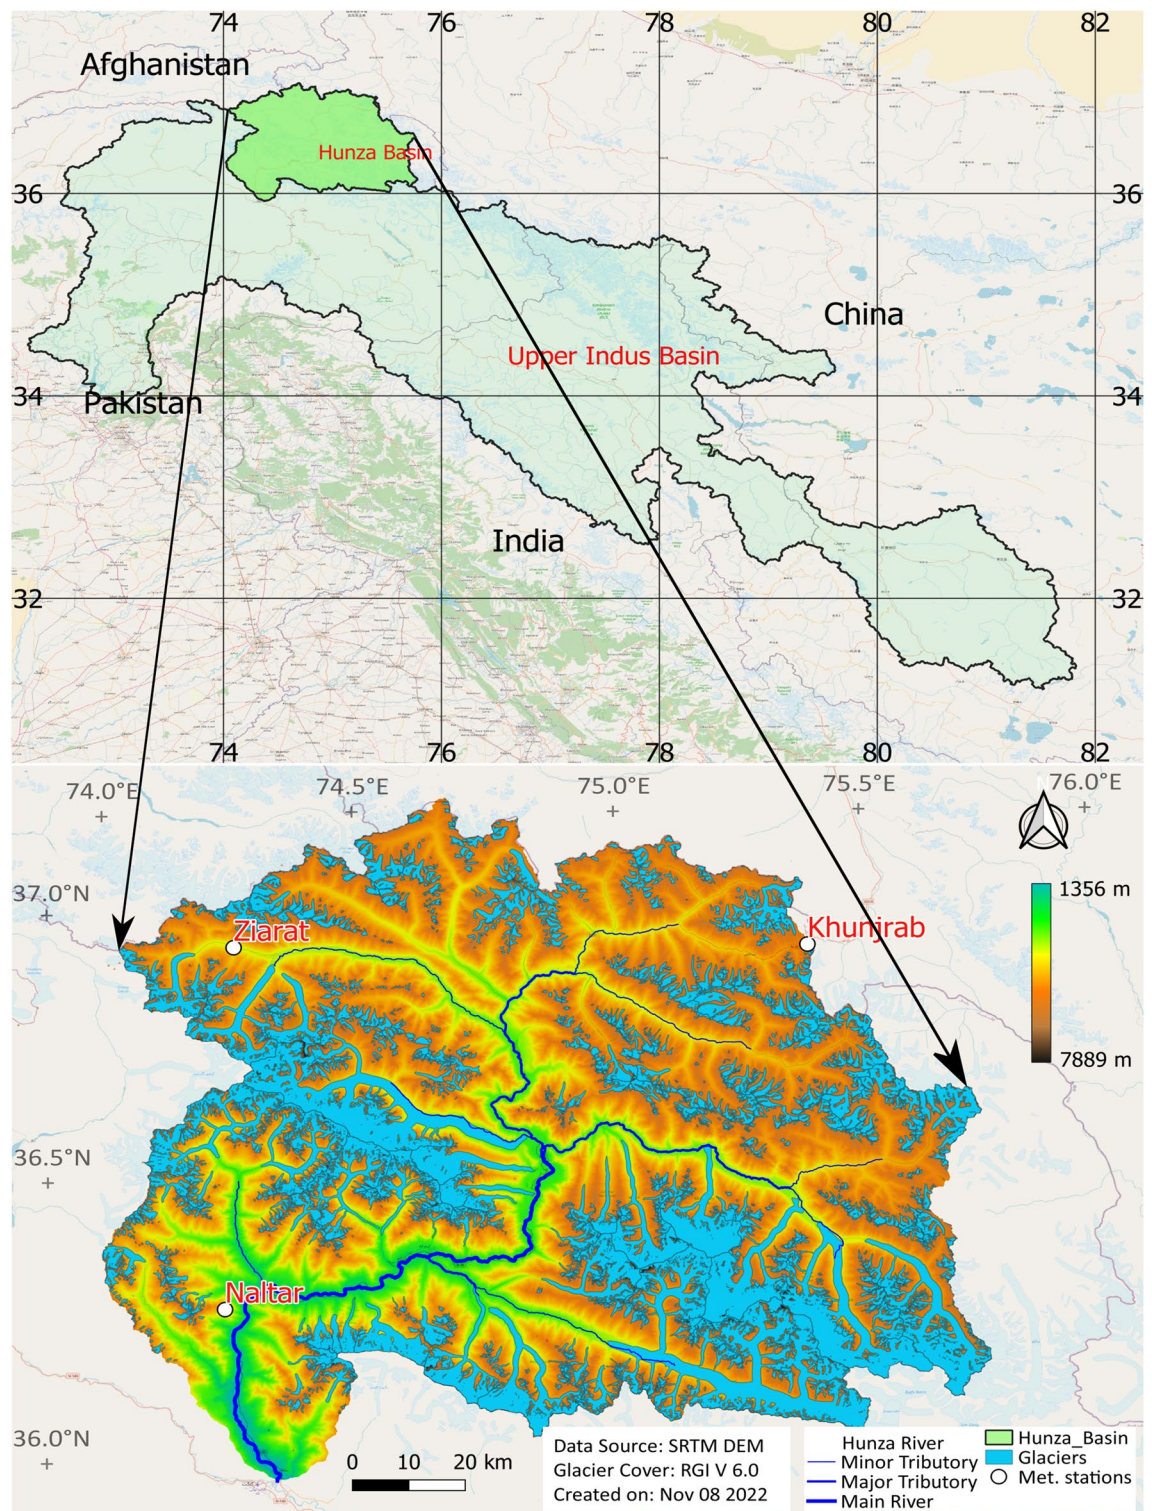 74 76 78 80 82
Afghanistan
Hunza Basin
36 36
China
Upper Indus Basin
34 34
Pakistan
India
32 32
74 76 78 80 82
74.0°E 74.5°E 75.0°E 75.5°E 76.0°E
N
37.0°N
1356 m
Ziarat
Khunjrab
7889 m
36.5°N
Naltar
36.0°N
0 10 20 km
Data Source: SRTM DEM
Glacier Cover: RGI V 6.0
Created on: Nov 08 2022
Hunza River
Minor Tributory
Major Tributory
Main River
Hunza_Basin
Glaciers
Met. stations